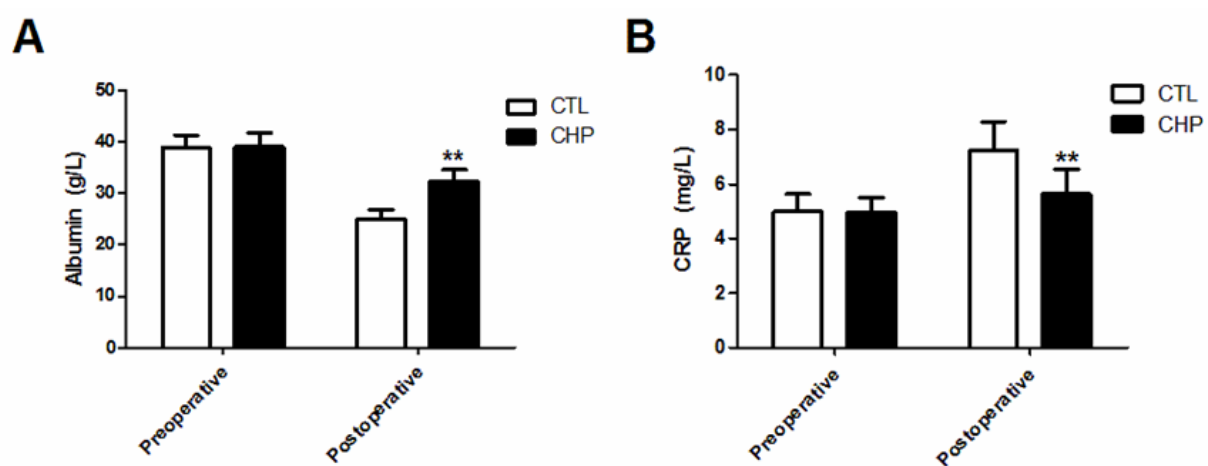 A
Albumin (g/L)
50
40
30
20
10
0
CTL
CHP
**
Preoperative
Postoperative
B
CRP (mg/L)
10
8
6
4
2
0
CTL
CHP
**
Preoperative
Postoperative